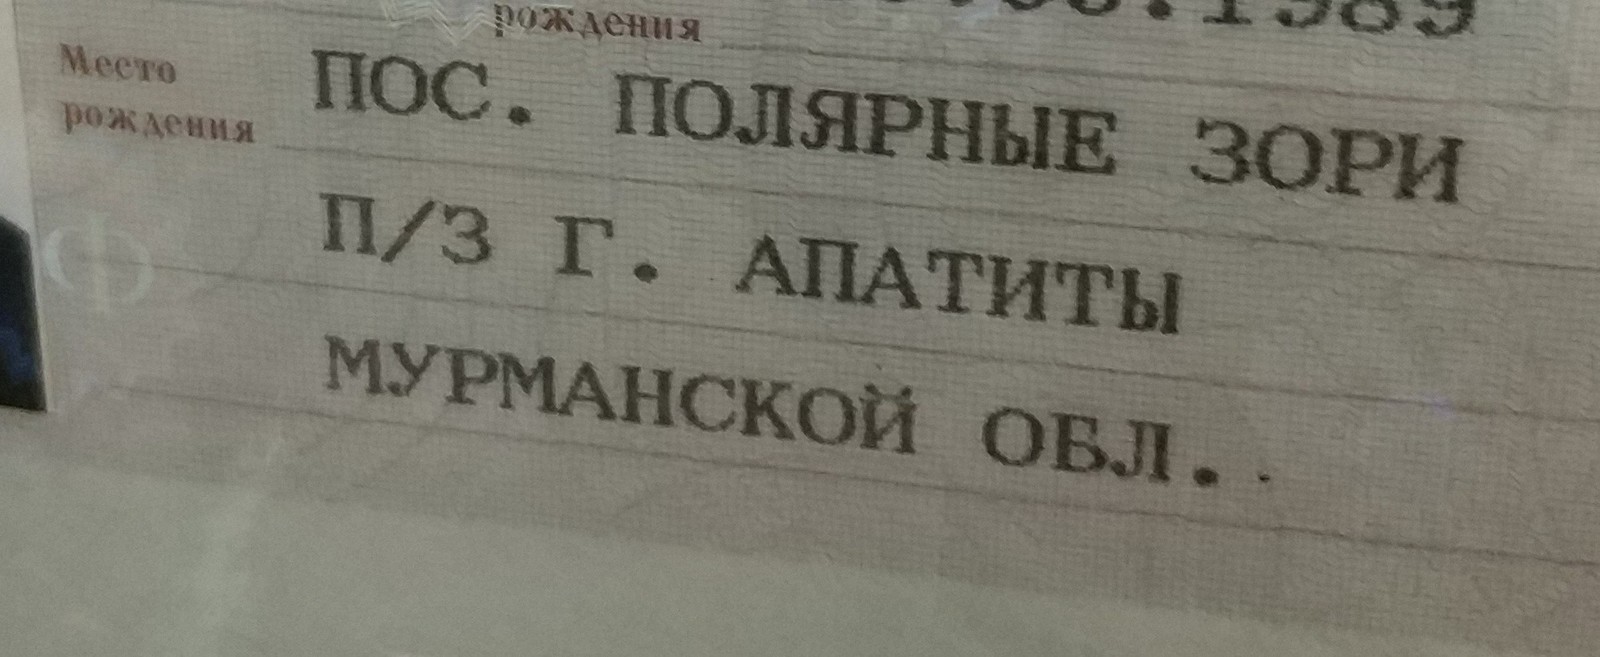 рождения
Место
рождения
ПОС. ПОЛЯРНЫЕ ЗОРИ
П/З Г. АПАТИТЫ
МУРМАНСКОЙ ОБЛ..